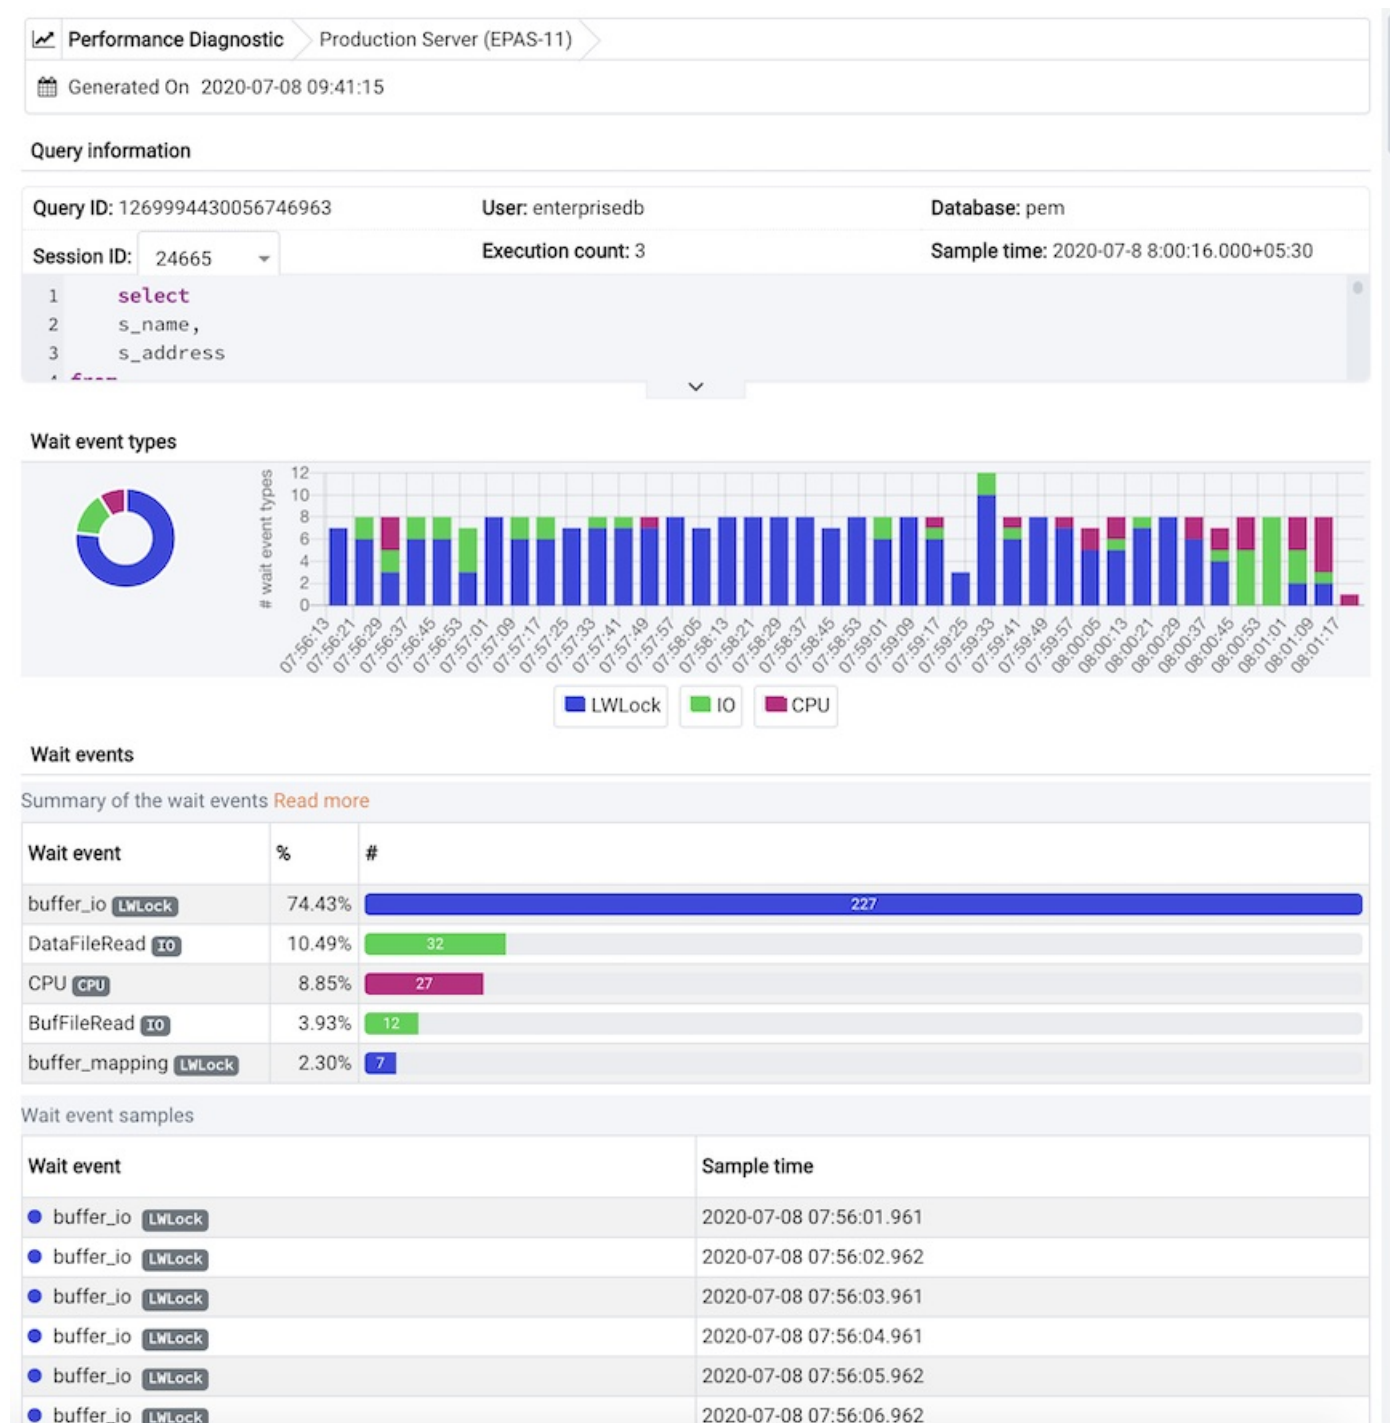 Performance Diagnostic Production Server (EPAS-11)
Generated On 2020-07-08 09:41:15
Query information
Query ID: 1269994430056746963 User: enterprisedb Database: pem
Session ID: 24665 Execution count: 3 Sample time: 2020-07-8 8:00:16.000+05:30
1 select
2 s_name,
3 s_address
4 from
Wait event types
# wait event types
12
10
8
6
4
2
0
07:56:13 07:56:21 07:56:29 07:56:37 07:56:45 07:56:53 07:57:01 07:57:09 07:57:17 07:57:25 07:57:33 07:57:41 07:57:49 07:57:57 07:58:05 07:58:13 07:58:21 07:58:29 07:58:37 07:58:45 07:58:53 07:59:01 07:59:09 07:59:17 07:59:25 07:59:33 07:59:41 07:59:49 07:59:57 08:00:05 08:00:13 08:00:21 08:00:29 08:00:37 08:00:45 08:00:53 08:01:01 08:01:09 08:01:17
LWLock IO CPU
Wait events
Summary of the wait events Read more
Wait event % #
buffer_io LWLock 74.43% 227
DataFileRead IO 10.49% 32
CPU CPU 8.85% 27
BufFileRead IO 3.93% 12
buffer_mapping LWLock 2.30% 7
Wait event samples
Wait event Sample time
buffer_io LWLock 2020-07-08 07:56:01.961
buffer_io LWLock 2020-07-08 07:56:02.962
buffer_io LWLock 2020-07-08 07:56:03.961
buffer_io LWLock 2020-07-08 07:56:04.961
buffer_io LWLock 2020-07-08 07:56:05.962
buffer_io LWLock 2020-07-08 07:56:06.962